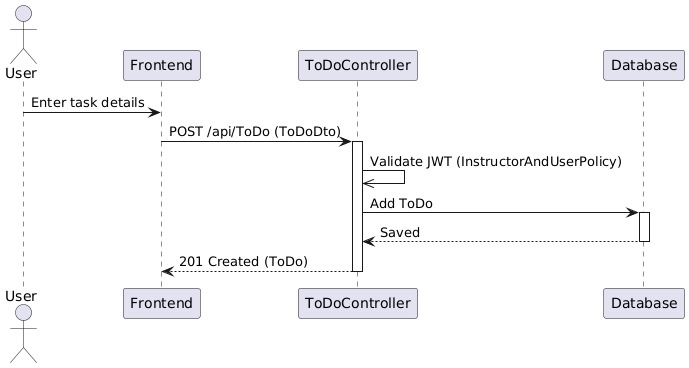 User
Frontend
ToDoController
Database
Enter task details
POST /api/ToDo (ToDoDto)
Validate JWT (InstructorAndUserPolicy)
Add ToDo
Saved
201 Created (ToDo)
User
Frontend
ToDoController
Database